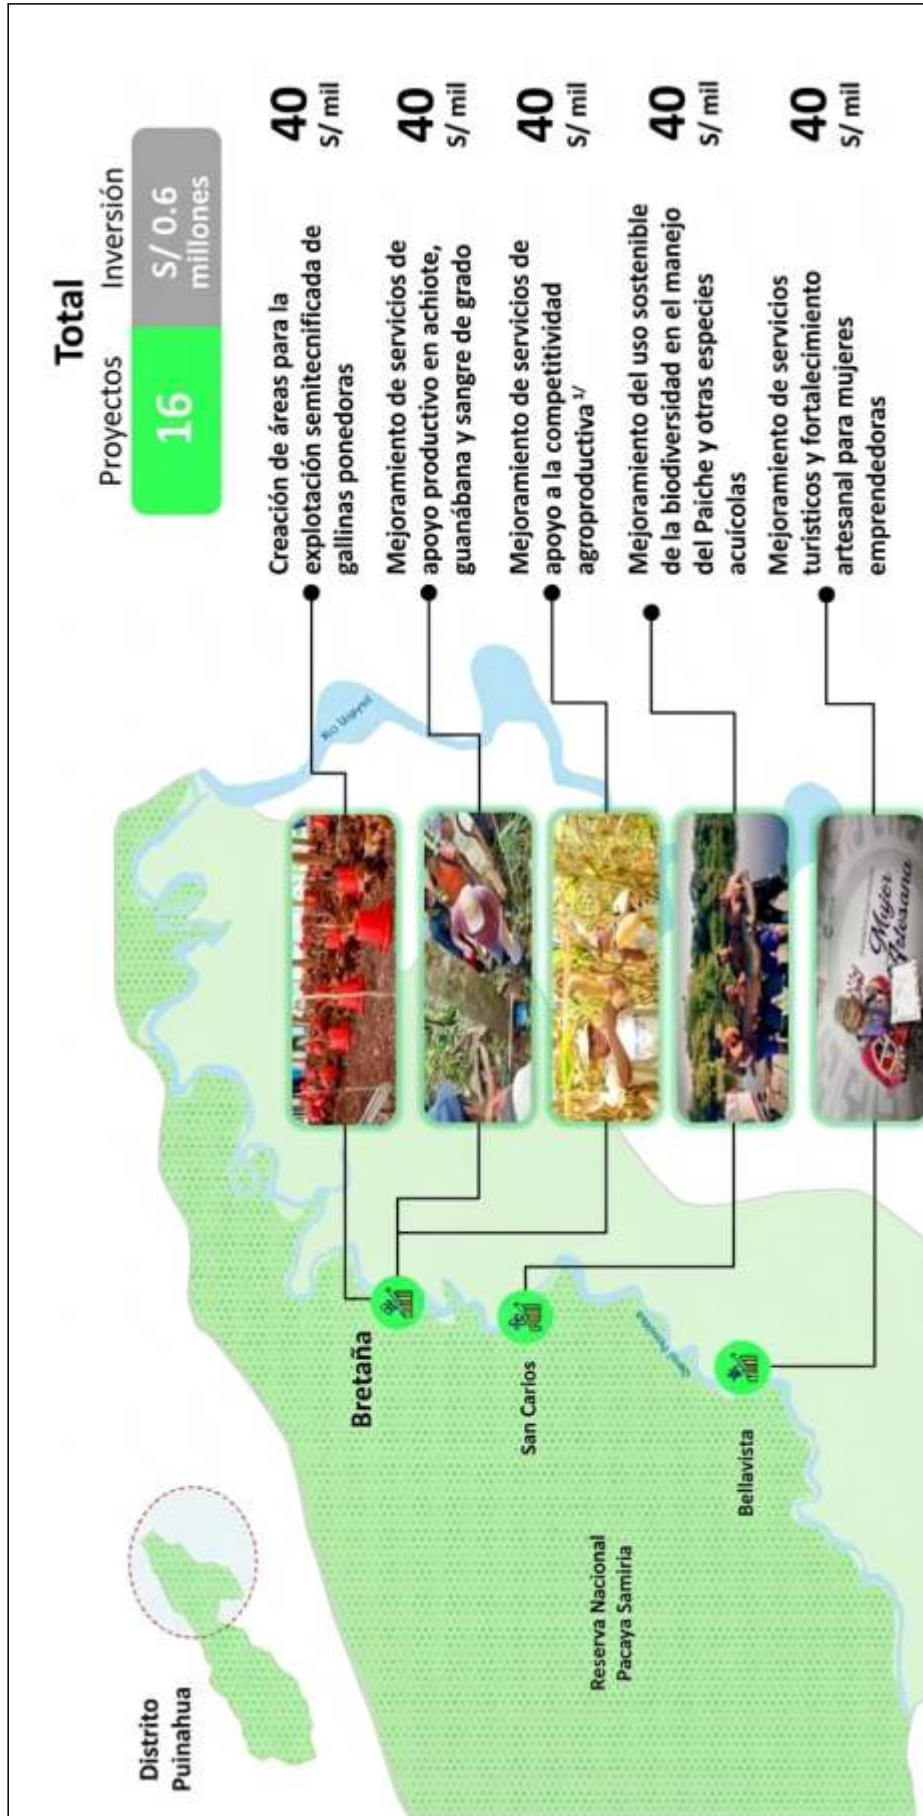 Total
Proyectos
Inversión
16
S/ 0.6
millones
Distrito
Puinahua
Creación de áreas para la
explotación semitecnificada de
gallinas ponedoras
40
S/ mil
Mejoramiento de servicios de
apoyo productivo en achiote,
guanábana y sangre de grado
40
S/ mil
Mejoramiento de servicios de
apoyo a la competitividad
agroproductiva 1/
40
S/ mil
Mejoramiento del uso sostenible
de la biodiversidad en el manejo
del Paiche y otras especies
acuícolas
40
S/ mil
Mejoramiento de servicios
turisticos y fortalecimiento
artesanal para mujeres
emprendedoras
40
S/ mil
Bretaña
San Carlos
Bellavista
Reserva Nacional
Pacaya Samiria
Río Ucayali
Mujer
Artesana